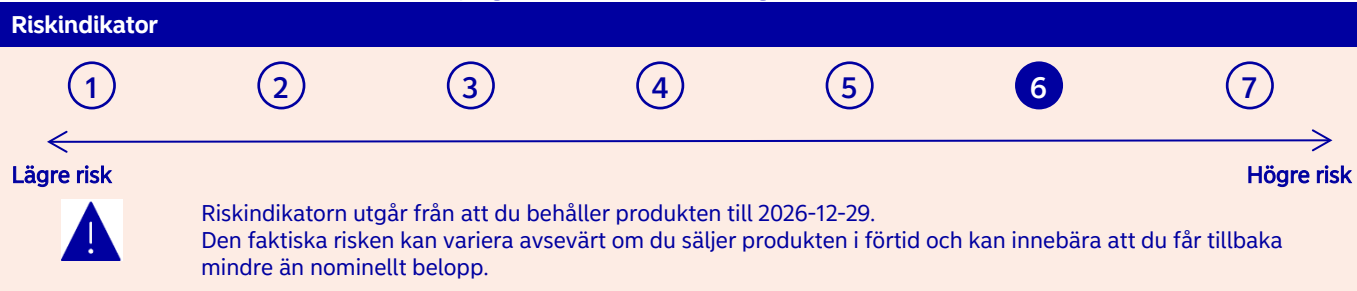 Riskindikator
1 2 3 4 5 6 7
Lägre risk Högre risk
Riskindikatorn utgår från att du behåller produkten till 2026-12-29.
Den faktiska risken kan variera avsevärt om du säljer produkten i förtid och kan innebära att du får tillbaka
mindre än nominellt belopp.